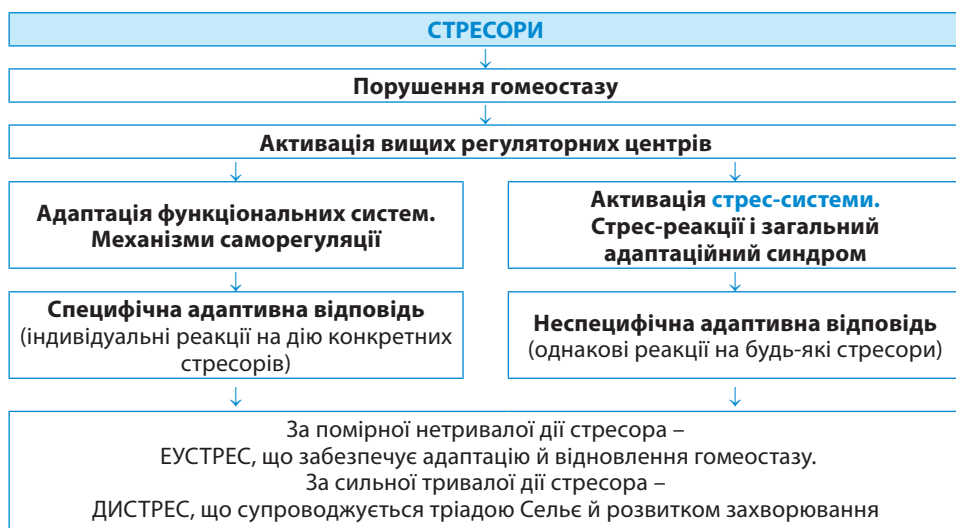 СТРЕСОРИ
↓
Порушення гомеостазу
↓
Активація вищих регуляторних центрів
↓ ↓
Адаптація функціональних систем.
Механізми саморегуляції
Активація стрес-системи.
Стрес-реакції і загальний
адаптаційний синдром
↓ ↓
Специфічна адаптивна відповідь
(індивідуальні реакції на дію конкретних
стресорів)
Неспецифічна адаптивна відповідь
(однакові реакції на будь-які стресори)
↓ ↓
За помірної нетривалої дії стресора –
ЕУСТРЕС, що забезпечує адаптацію й відновлення гомеостазу.
За сильної тривалої дії стресора –
ДИСТРЕС, що супроводжується тріадою Сельє й розвитком захворювання